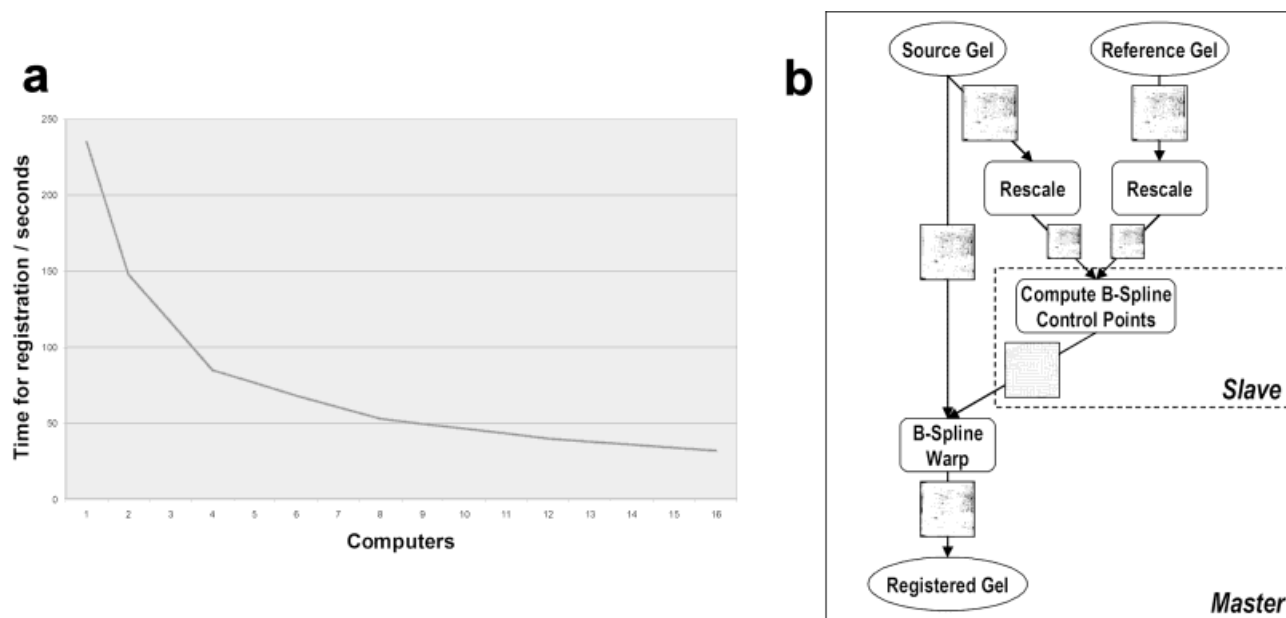 a
Time for registration / seconds
250
200
150
100
50
0
1 2 3 4 5 6 7 8 9 10 11 12 13 14 15 16
Computers
b
Source Gel
Reference Gel
Rescale
Rescale
Compute B-Spline
Control Points
Slave
B-Spline
Warp
Registered Gel
Master